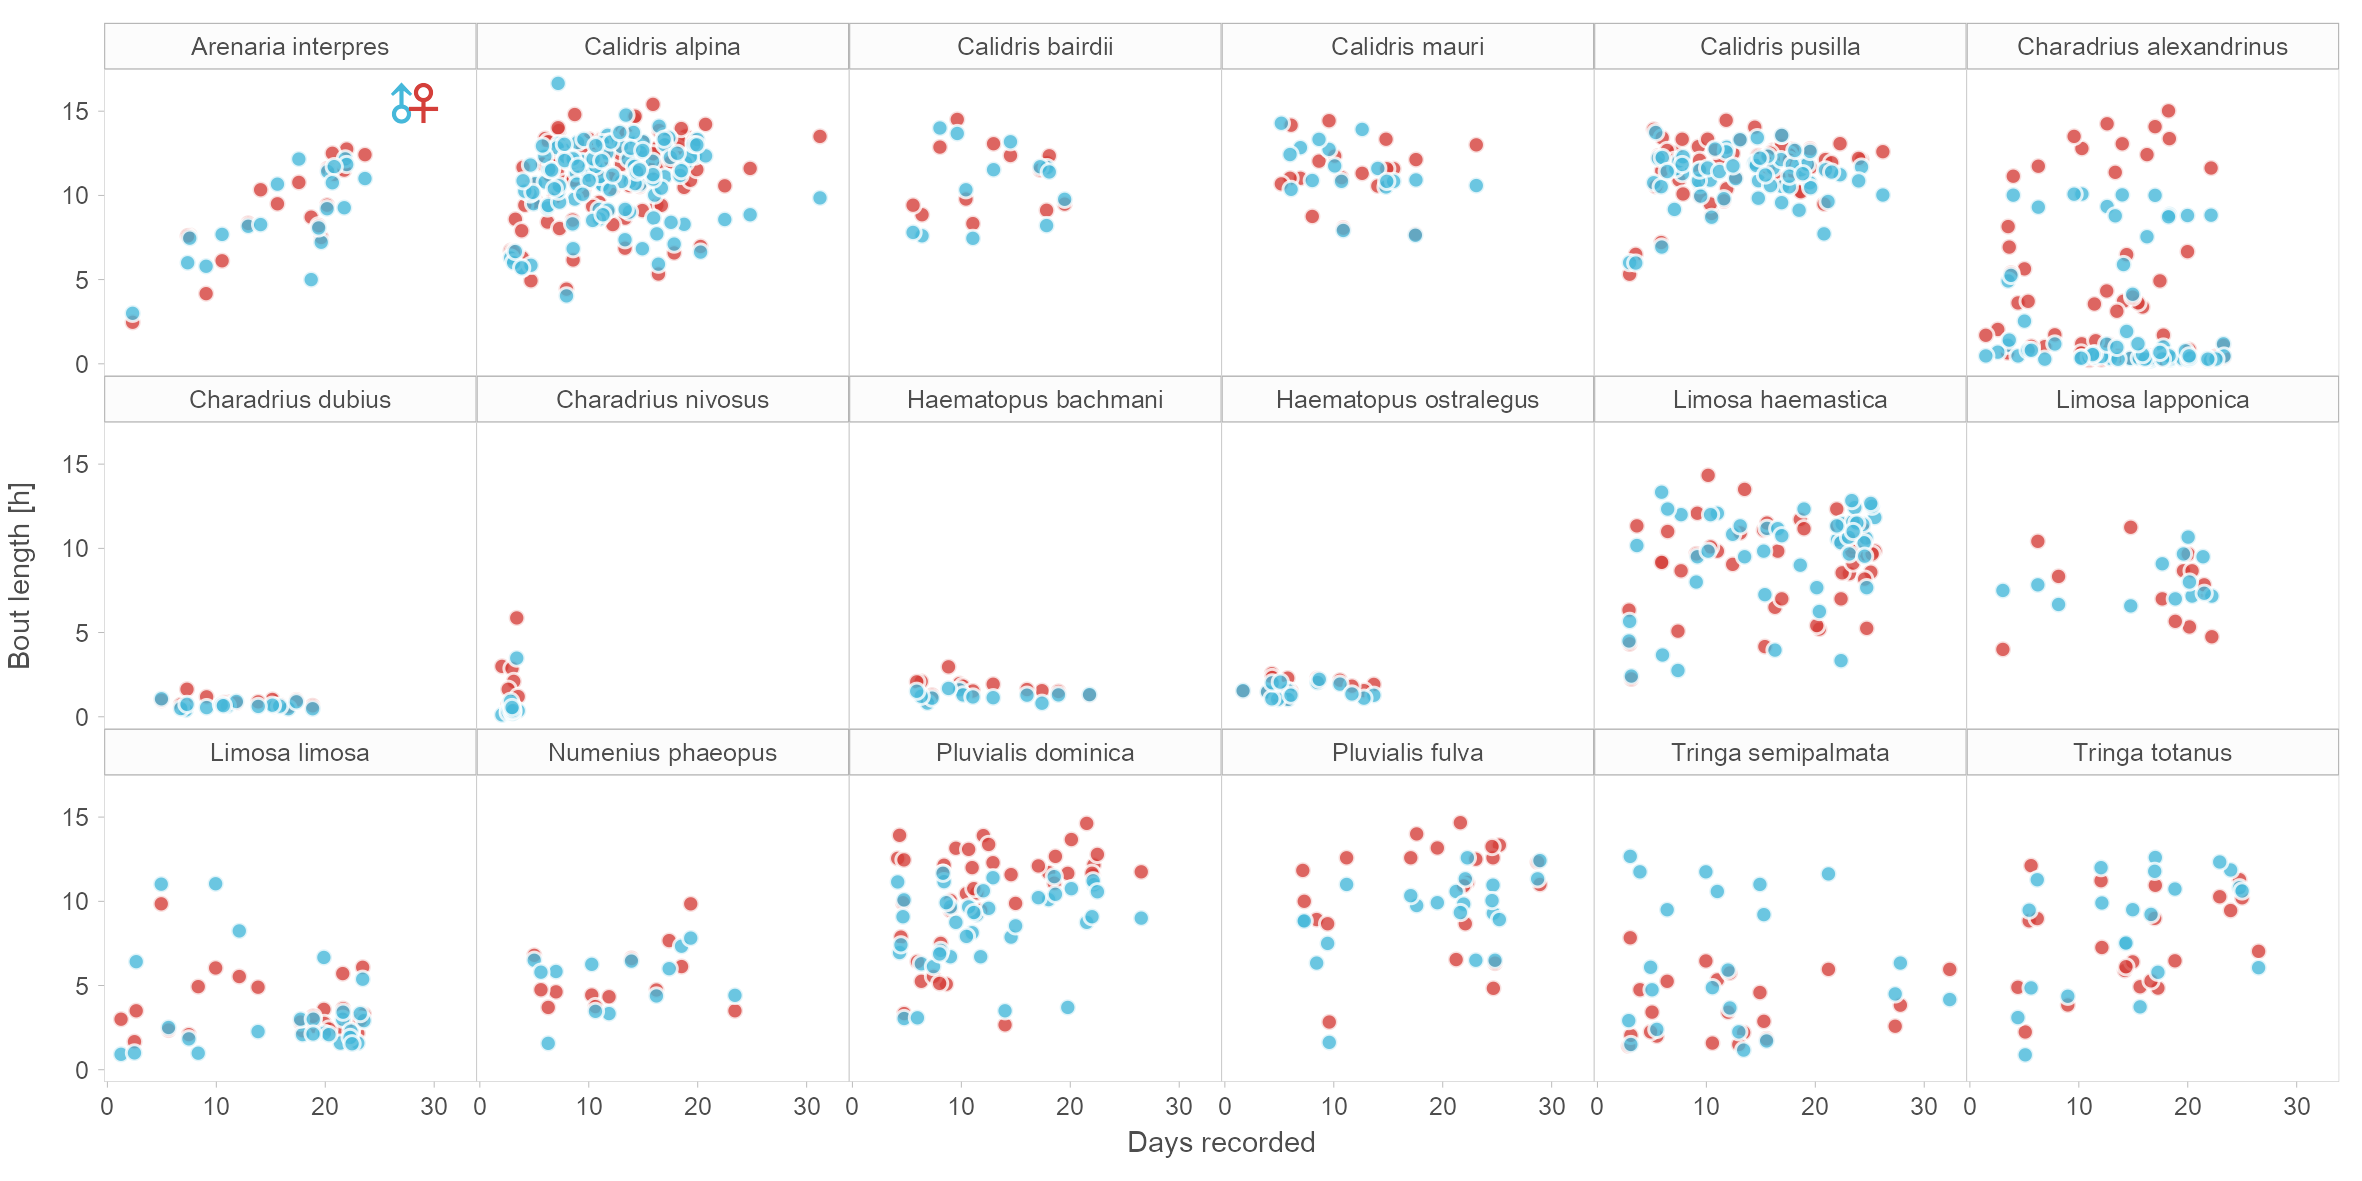 Arenaria interpres Calidris alpina Calidris bairdii Calidris mauri Calidris pusilla Charadrius alexandrinus
15
10
5
0
Charadrius dubius Charadrius nivosus Haematopus bachmani Haematopus ostralegus Limosa haemastica Limosa lapponica
15
10
5
0
Bout length [h]
Limosa limosa Numenius phaeopus Pluvialis dominica Pluvialis fulva Tringa semipalmata Tringa totanus
15
10
5
0
0 10 20 30 0 10 20 30 0 10 20 30 0 10 20 30 0 10 20 30 0 10 20 30
Days recorded